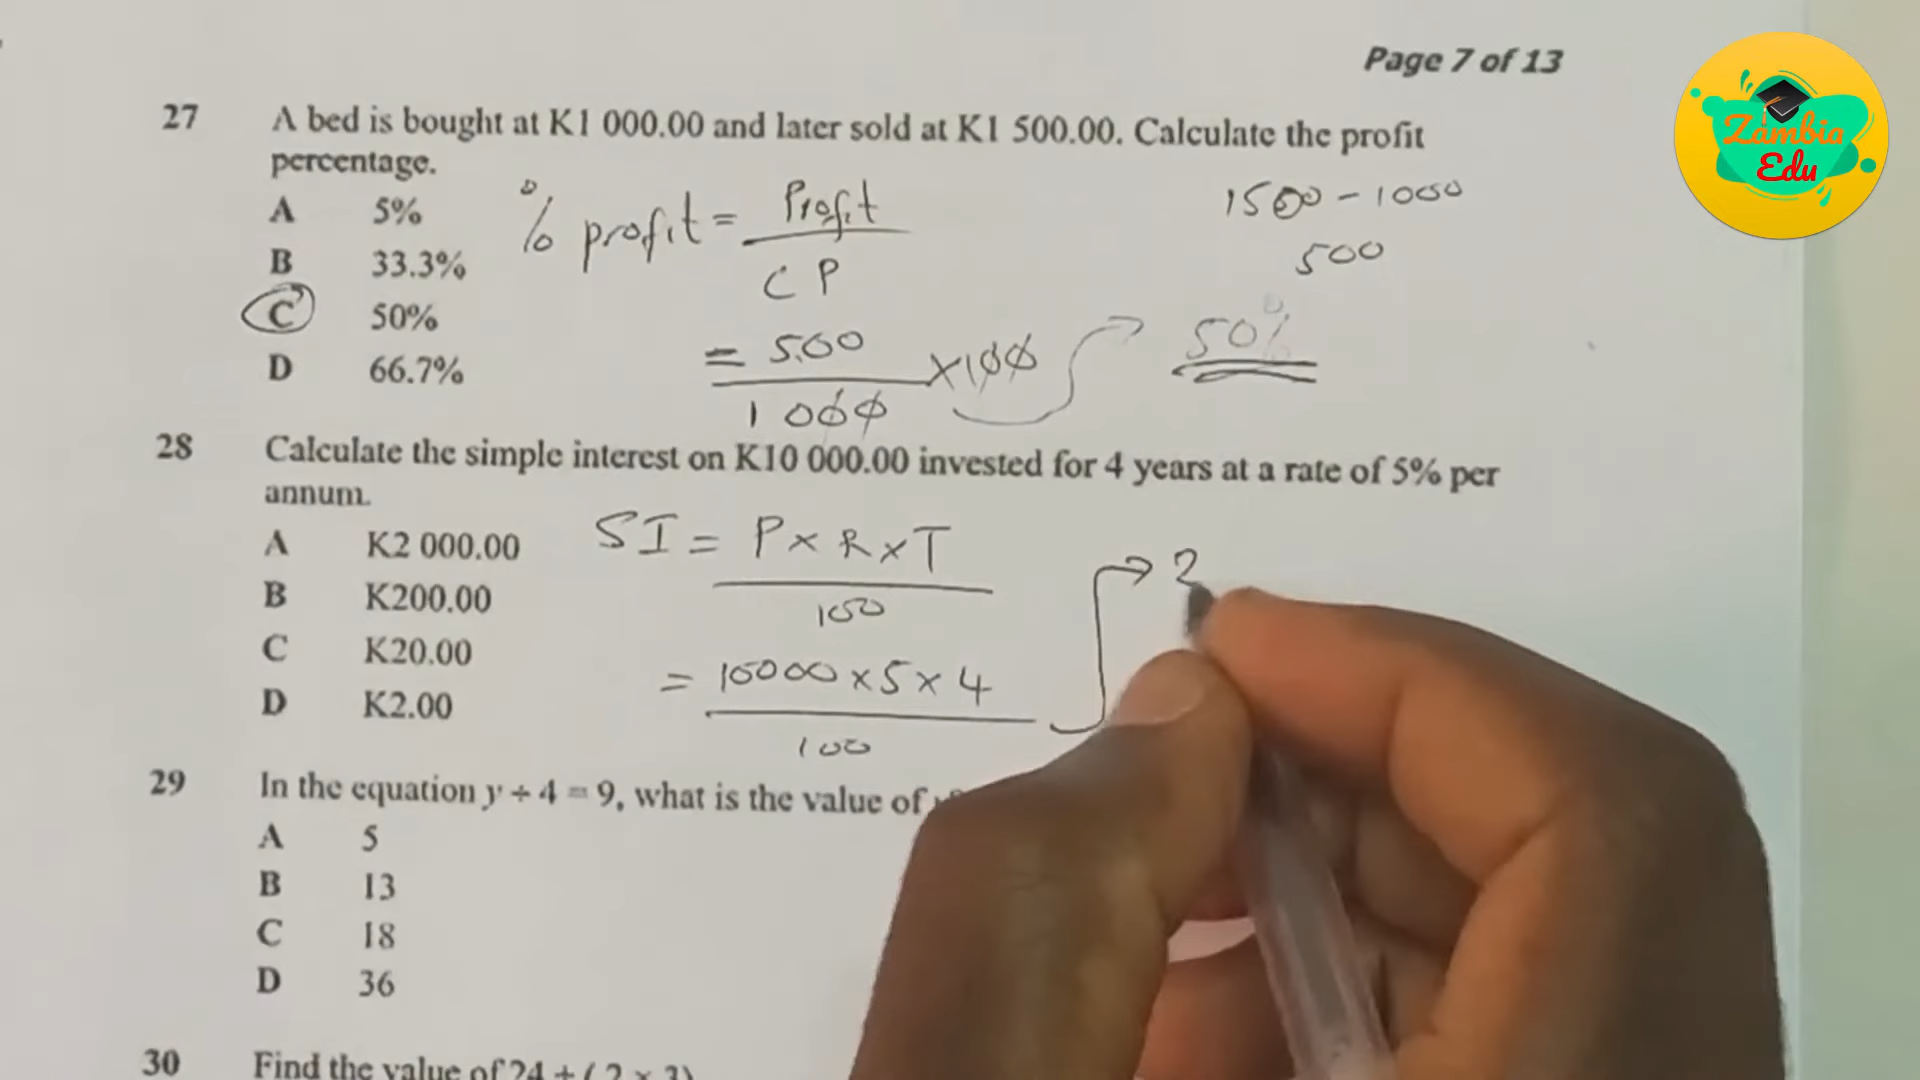 Page 7 of 13
Zambia
Edu
27 A bed is bought at K1 000.00 and later sold at K1 500.00. Calculate the profit
percentage.
A 5%
B 33.3%
C 50%
D 66.7%
% profit = Profit
CP
= 500 × 100
1000
1500 - 1000
500
50%
28 Calculate the simple interest on K10 000.00 invested for 4 years at a rate of 5% per
annum.
A K2 000.00
B K200.00
C K20.00
D K2.00
SI = P × R × T
100
= 10000 × 5 × 4
100
2
29 In the equation y ÷ 4 = 9, what is the value of
A 5
B 13
C 18
D 36
30 Find the value of 24 ÷ ( 2 × 3)